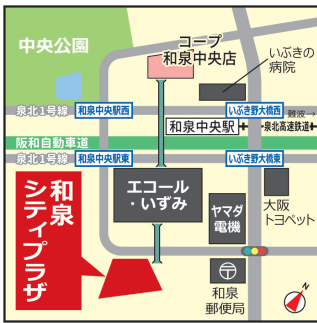 中央公園
コープ
和泉中央店
いぶきの
病院
泉北1号線
和泉中央駅西
いぶき野大橋西
難波→
和泉中央駅
泉北高速鉄道
阪和自動車道
泉北1号線
和泉中央駅東
いぶき野大橋東
和泉
シティプラザ
エコール
・いずみ
ヤマダ
電機
大阪
トヨペット
〒
和泉
郵便局
N